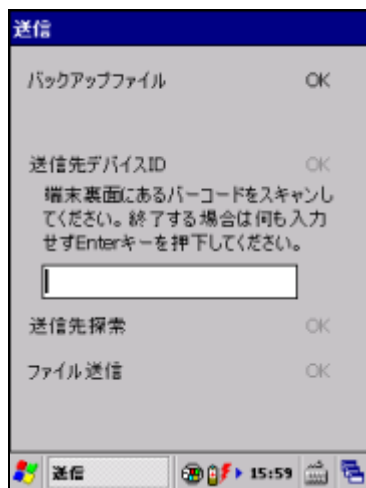 送信
バックアップファイル OK
送信先デバイスID OK
端末裏面にあるバーコードをスキャンし
てください。終了する場合は何も入力
せずEnterキーを押下してください。
送信先探索 OK
ファイル送信 OK
送信 15:59